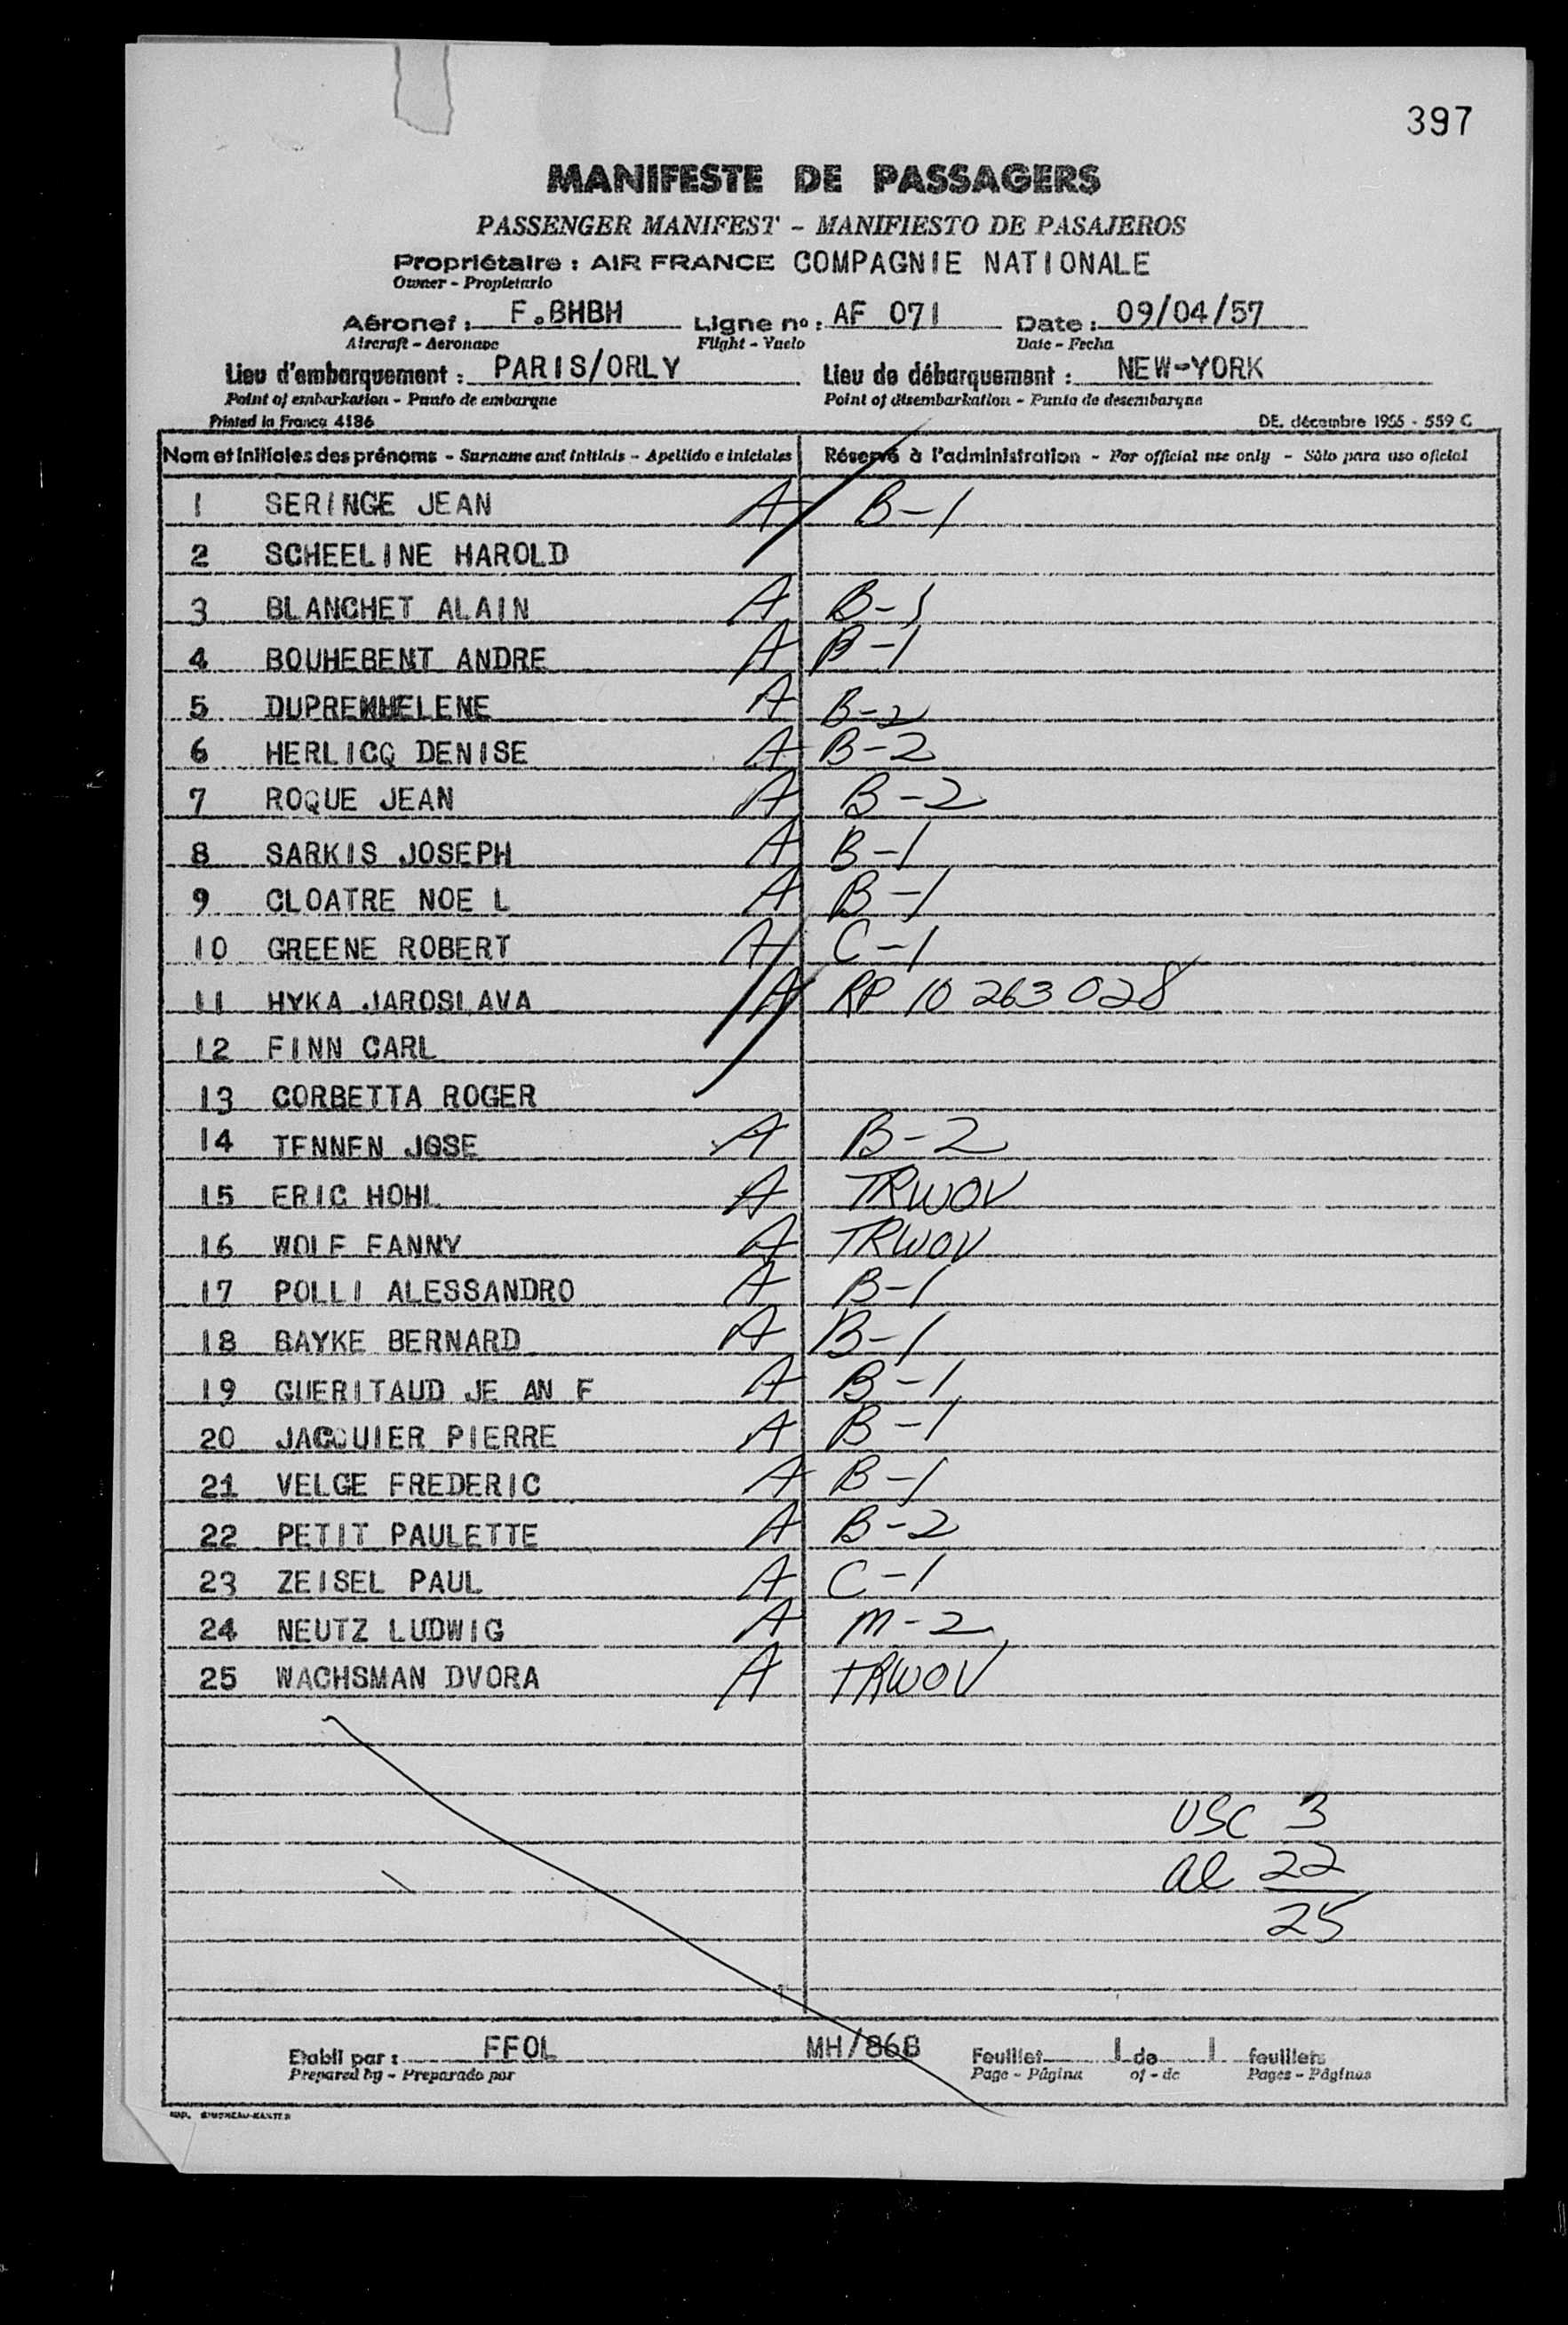 397
MANIFESTE DE PASSAGERS
PASSENGER MANIFEST - MANIFIESTO DE PASAJEROS
Propriétaire : AIR FRANCE COMPAGNIE NATIONALE
Owner - Propietario
Aéronef : F.BHBH Ligne no : AF 071 Date : 09/04/57
Aircraft - Aeronave Flight - Vuelo Date - Fecha
Lieu d'embarquement : PARIS/ORLY Lieu de débarquement : NEW-YORK
Point of embarkation - Punto de embarque Point of disembarkation - Punto de desembarque
Printed in France 4186 DE. décembre 1955 - 559 C
Nom et initiales des prénoms - Surname and initials - Apellido e iniciales Réservé à l'administration - For official use only - Sólo para uso oficial
1 SERINGE JEAN A B-1
2 SCHEELINE HAROLD
3 BLANCHET ALAIN A B-1
4 BOUHEBENT ANDRE A B-1
5 HELENE A B-2
6 HERLICQ DENISE A B-2
7 ROQUE JEAN A B-2
8 SARKIS JOSEPH A B-1
9 CLOATRE NOE L A B-1
10 GREENE ROBERT A C-1
11 HYKA JAROSLAVA A RP 10 263 028
12 FINN CARL
13 CORBETTA ROGER
14 TENNEN JOSE A B-2
15 ERIC HOHL A TRWOV
16 WOLF FANNY A TRWOV
17 POLLI ALESSANDRO A B-1
18 BAYKE BERNARD A B-1
19 GUERITAUD JE AN F A B-1
20 JACQUIER PIERRE A B-1
21 VELGE FREDERIC A B-1
22 PETIT PAULETTE A B-2
23 ZEISEL PAUL A C-1
24 NEUTZ LUDWIG A M-2
25 WACHSMAN DVORA A TRWOV
USC 3
al 22
25
Etabli par : FFOL MH/86B Feuillet 1 de 1 feuillets
Prepared by - Preparado por Page - Página of - de Pages - Páginas